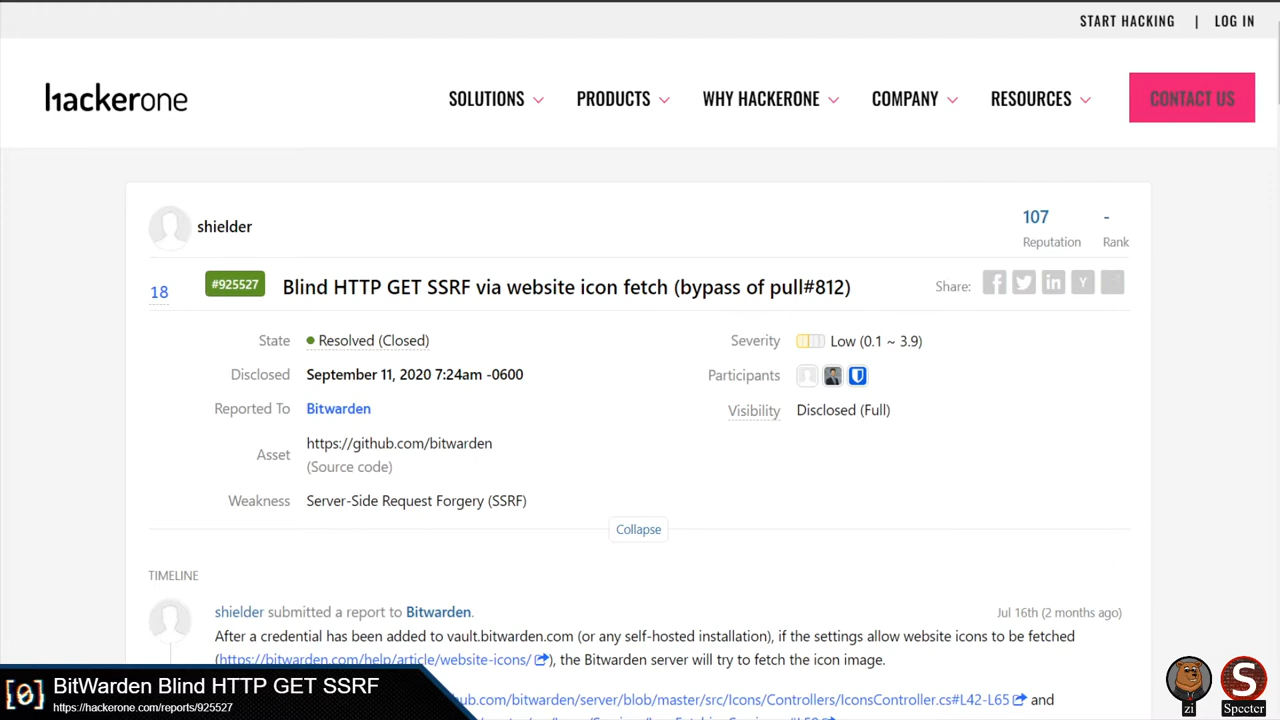 START HACKING | LOG IN
hackerone
SOLUTIONS PRODUCTS WHY HACKERONE COMPANY RESOURCES CONTACT US
shielder
107
-
Reputation
Rank
18
#925527
Blind HTTP GET SSRF via website icon fetch (bypass of pull#812)
Share:
State Resolved (Closed)
Severity Low (0.1 ~ 3.9)
Disclosed September 11, 2020 7:24am -0600
Participants
Reported To Bitwarden
Visibility Disclosed (Full)
Asset https://github.com/bitwarden
(Source code)
Weakness Server-Side Request Forgery (SSRF)
Collapse
TIMELINE
shielder submitted a report to Bitwarden.
Jul 16th (2 months ago)
After a credential has been added to vault.bitwarden.com (or any self-hosted installation), if the settings allow website icons to be fetched
(https://bitwarden.com/help/article/website-icons/), the Bitwarden server will try to fetch the icon image.
ub.com/bitwarden/server/blob/master/src/Icons/Controllers/IconsController.cs#L42-L65 and
[0]
BitWarden Blind HTTP GET SSRF
https://hackerone.com/reports/925527
zi
S
Specter